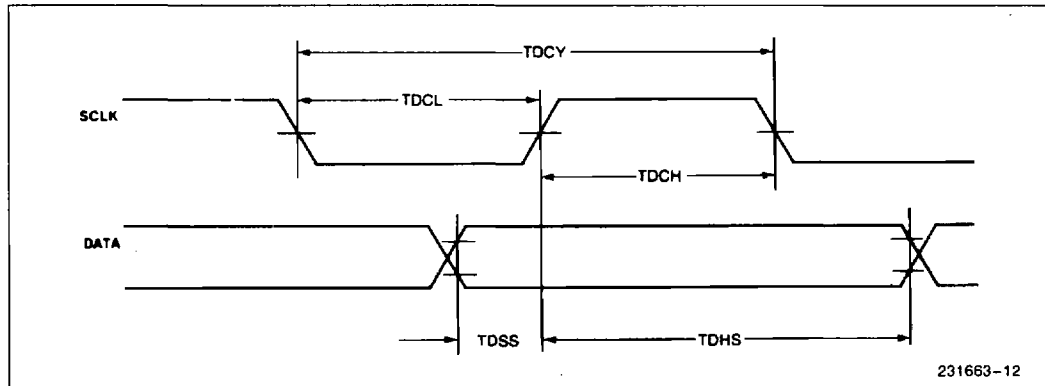 TDCY
TDCL
SCLK
TDCH
DATA
TDSS
TDHS
231663-12